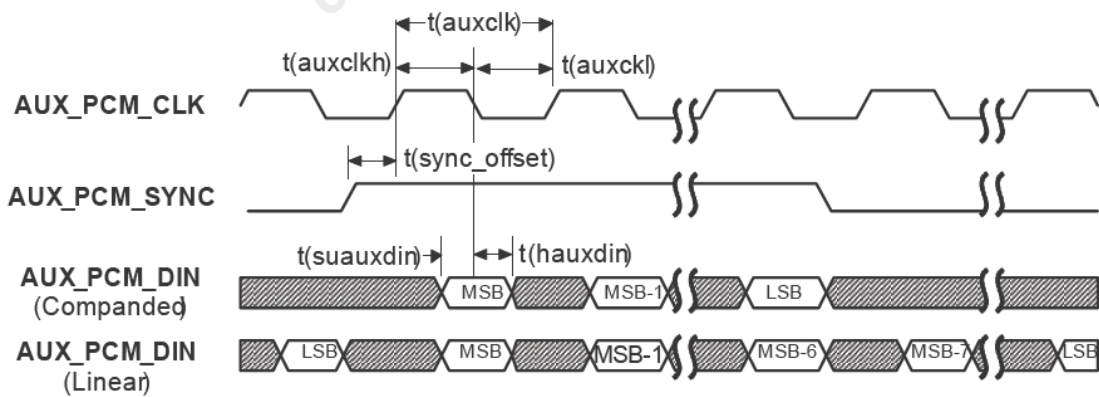 t(auxclk)
t(auxclkh)
t(auxckl)
AUX_PCM_CLK
t(sync_offset)
AUX_PCM_SYNC
t(suauxdin)
t(hauxdin)
AUX_PCM_DIN
(Companded)
MSB
MSB-1
LSB
AUX_PCM_DIN
(Linear)
LSB
MSB
MSB-1
MSB-6
MSB-7
LSB